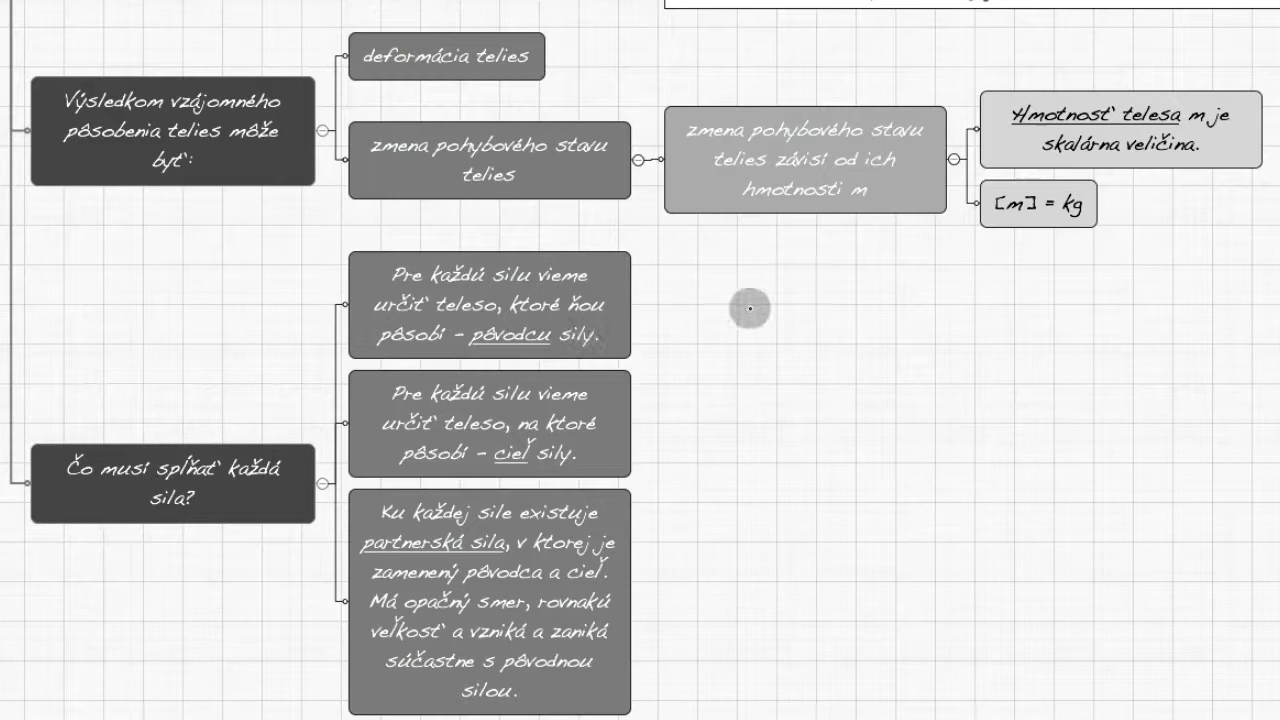 Výsledkom vzájomného
pôsobenia telies môže
byť:
deformácia telies
zmena pohybového stavu
telies
zmena pohybového stavu
telies závisí od ich
hmotnosti m
Hmotnosť telesa m je
skalárna veličina.
[m] = kg
Čo musí spĺňať každá
sila?
Pre každú silu vieme
určiť teleso, ktoré ňou
pôsobí - pôvodcu sily.
Pre každú silu vieme
určiť teleso, na ktoré
pôsobí - cieľ sily.
Ku každej sile existuje
partnerská sila, v ktorej je
zamenený pôvodca a cieľ.
Má opačný smer, rovnakú
veľkosť a vzniká a zaniká
súčastne s pôvodnou
silou.